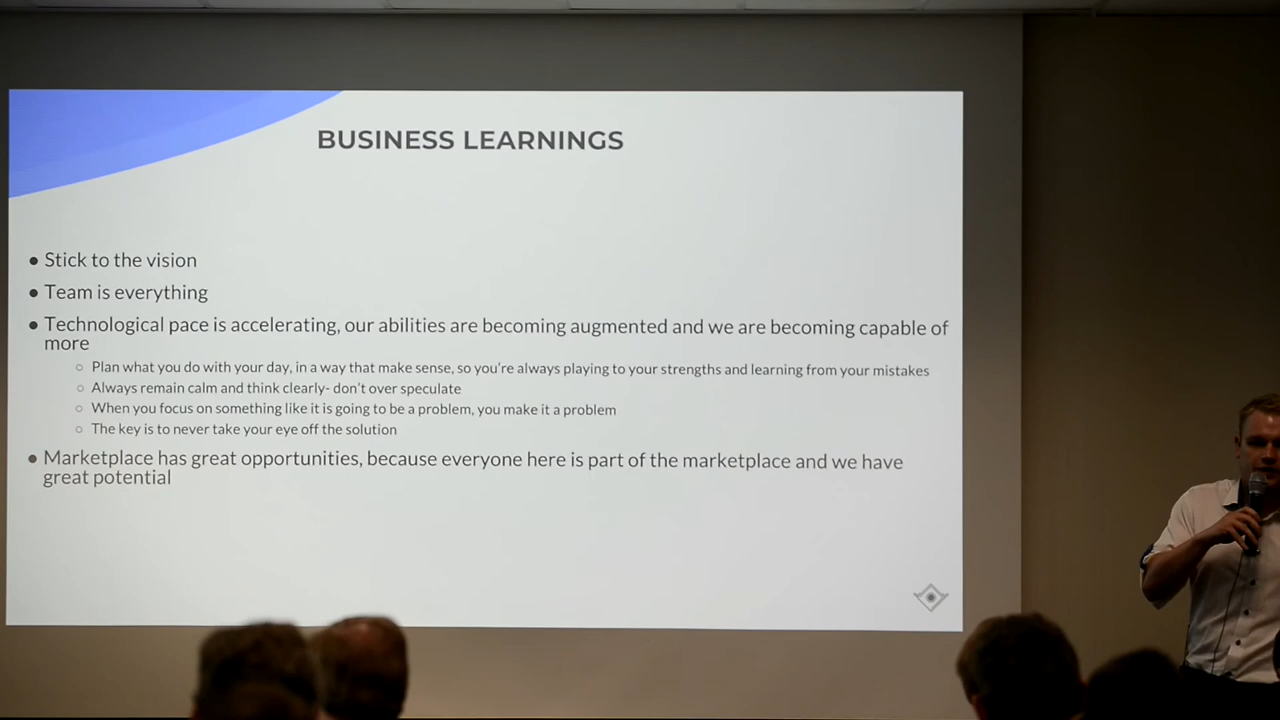 BUSINESS LEARNINGS
● Stick to the vision
● Team is everything
● Technological pace is accelerating, our abilities are becoming augmented and we are becoming capable of
more
○ Plan what you do with your day, in a way that make sense, so you're always playing to your strengths and learning from your mistakes
○ Always remain calm and think clearly- don't over speculate
○ When you focus on something like it is going to be a problem, you make it a problem
○ The key is to never take your eye off the solution
● Marketplace has great opportunities, because everyone here is part of the marketplace and we have
great potential